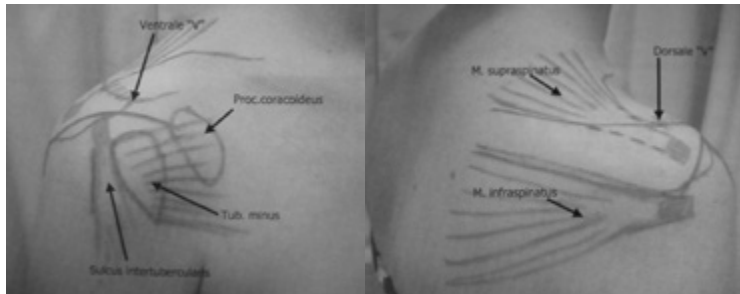 Ventrale "V"
Proc.coracoideus
Tub. minus
Sulcus intertubercularis
M. supraspinatus
Dorsale "V"
M. infraspinatus